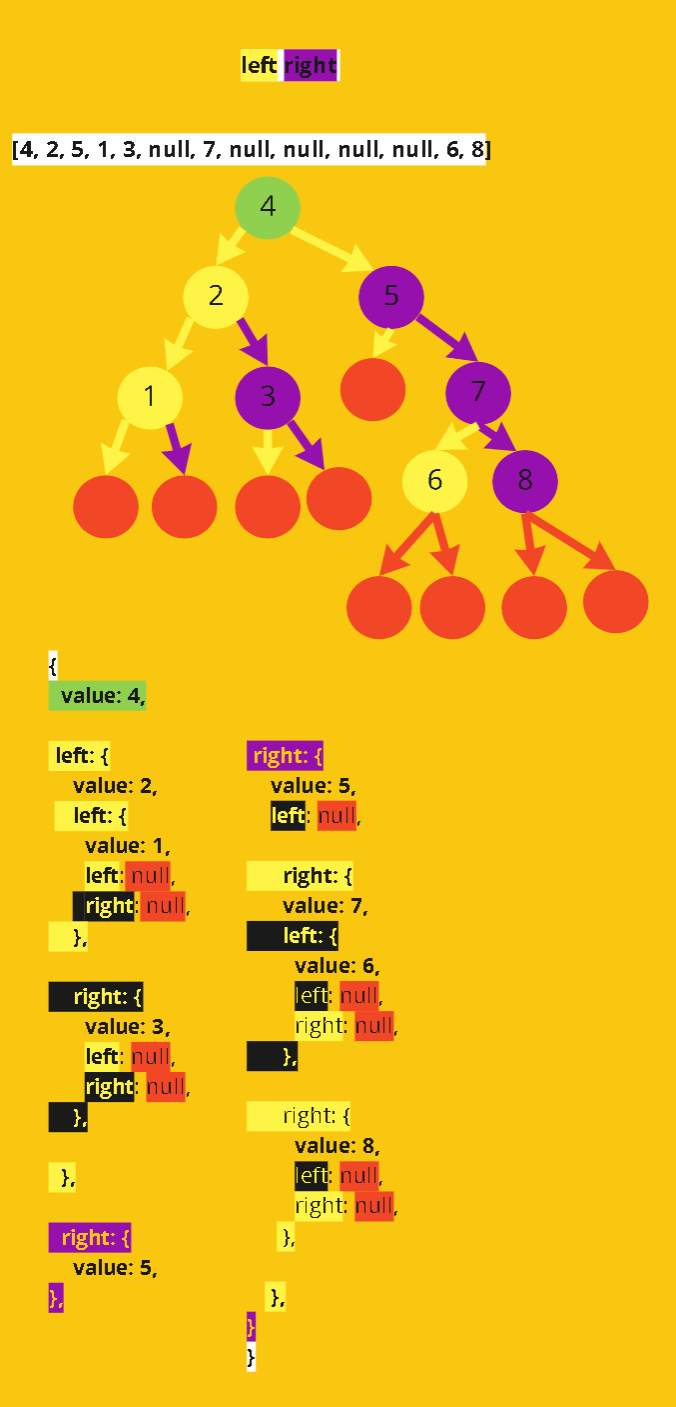 left right
[4, 2, 5, 1, 3, null, 7, null, null, null, null, 6, 8]
4
2
5
1
3
7
6
8
{
value: 4,
left: {
value: 2,
left: {
value: 1,
left: null,
right: null,
},
right: {
value: 3,
left: null,
right: null,
},
},
right: {
value: 5,
},
right: {
value: 5,
left: null,
right: {
value: 7,
left: {
value: 6,
left: null,
right: null,
},
right: {
value: 8,
left: null,
right: null,
},
},
}
}